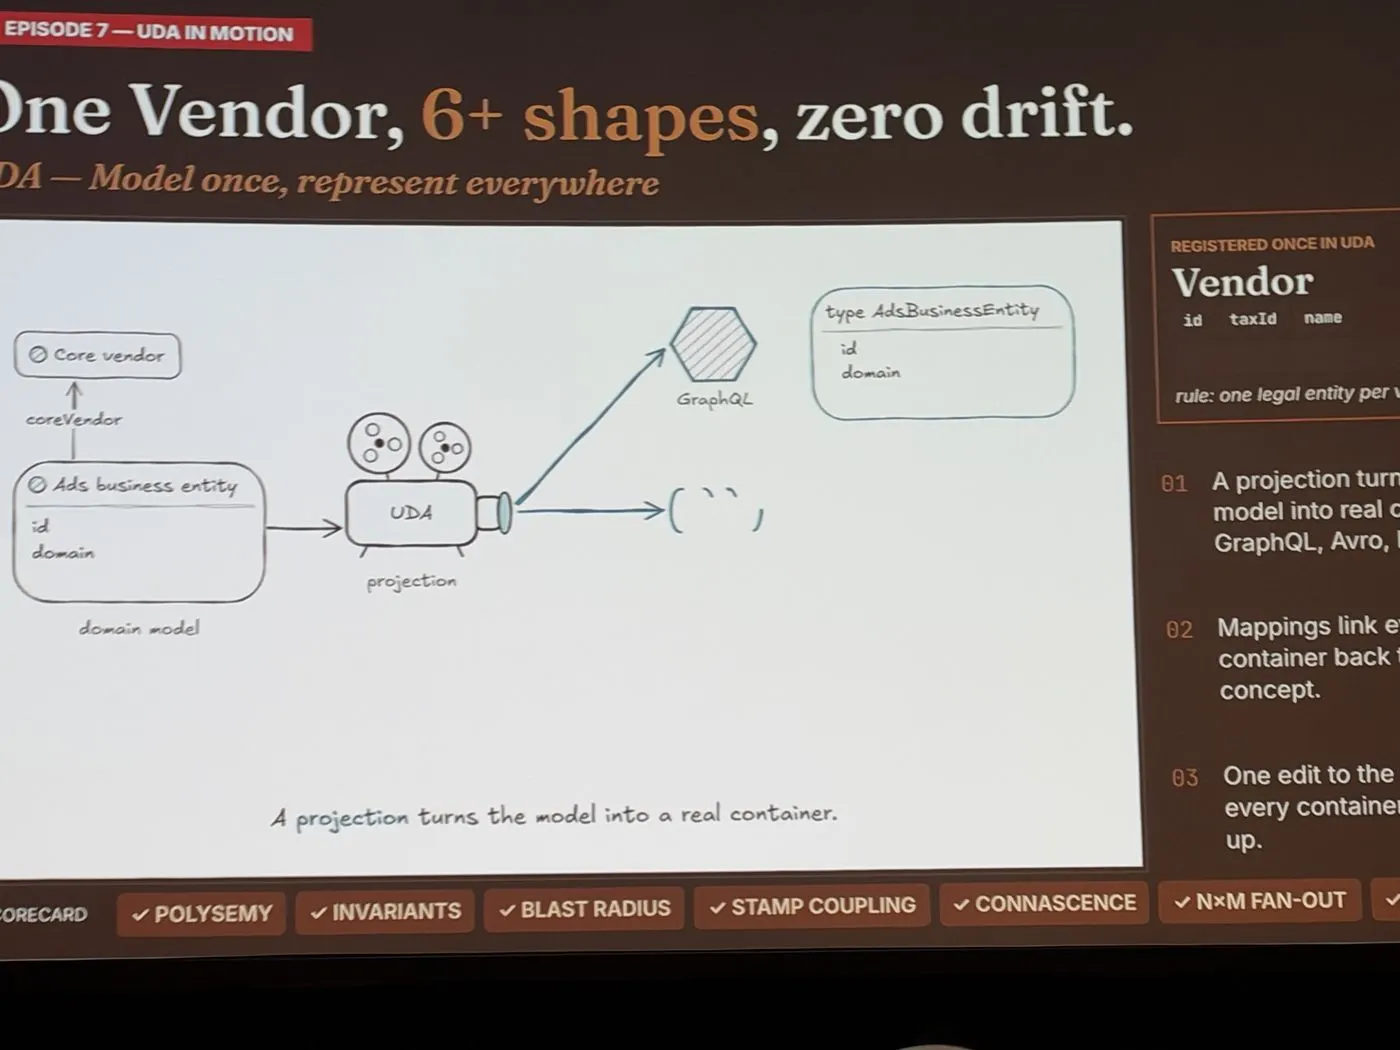 EPISODE 7 — UDA IN MOTION
One Vendor, 6+ shapes, zero drift.
UDA — Model once, represent everywhere
Core vendor
coreVendor
Ads business entity
id
domain
domain model
UDA
projection
GraphQL
type AdsBusinessEntity
id
domain
A projection turns the model into a real container.
REGISTERED ONCE IN UDA
Vendor
id taxId name
rule: one legal entity per
01 A projection turn
model into real
GraphQL, Avro,
02 Mappings link
container back
concept.
03 One edit to the
every container
up.
ORECARD
✓ POLYSEMY ✓ INVARIANTS ✓ BLAST RADIUS ✓ STAMP COUPLING ✓ CONNASCENCE ✓ N×M FAN-OUT ✓